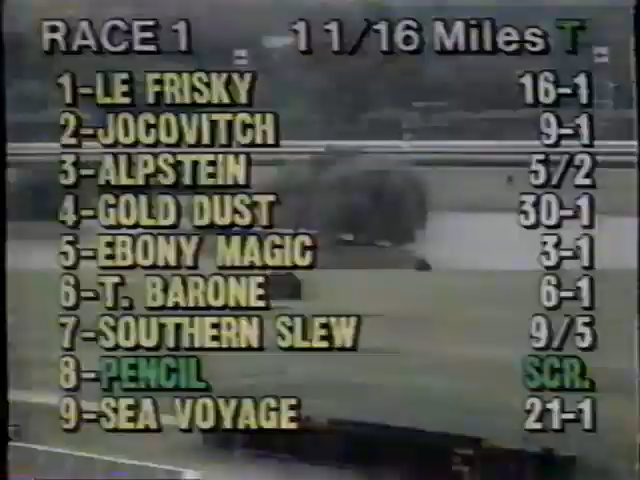 RACE 1 1 1/16 Miles T
1-LE FRISKY 16-1
2-JOCOVITCH 9-1
3-ALPSTEIN 5/2
4-GOLD DUST 30-1
5-EBONY MAGIC 3-1
6-T. BARONE 6-1
7-SOUTHERN SLEW 9/5
8-PENCIL SCR.
9-SEA VOYAGE 21-1